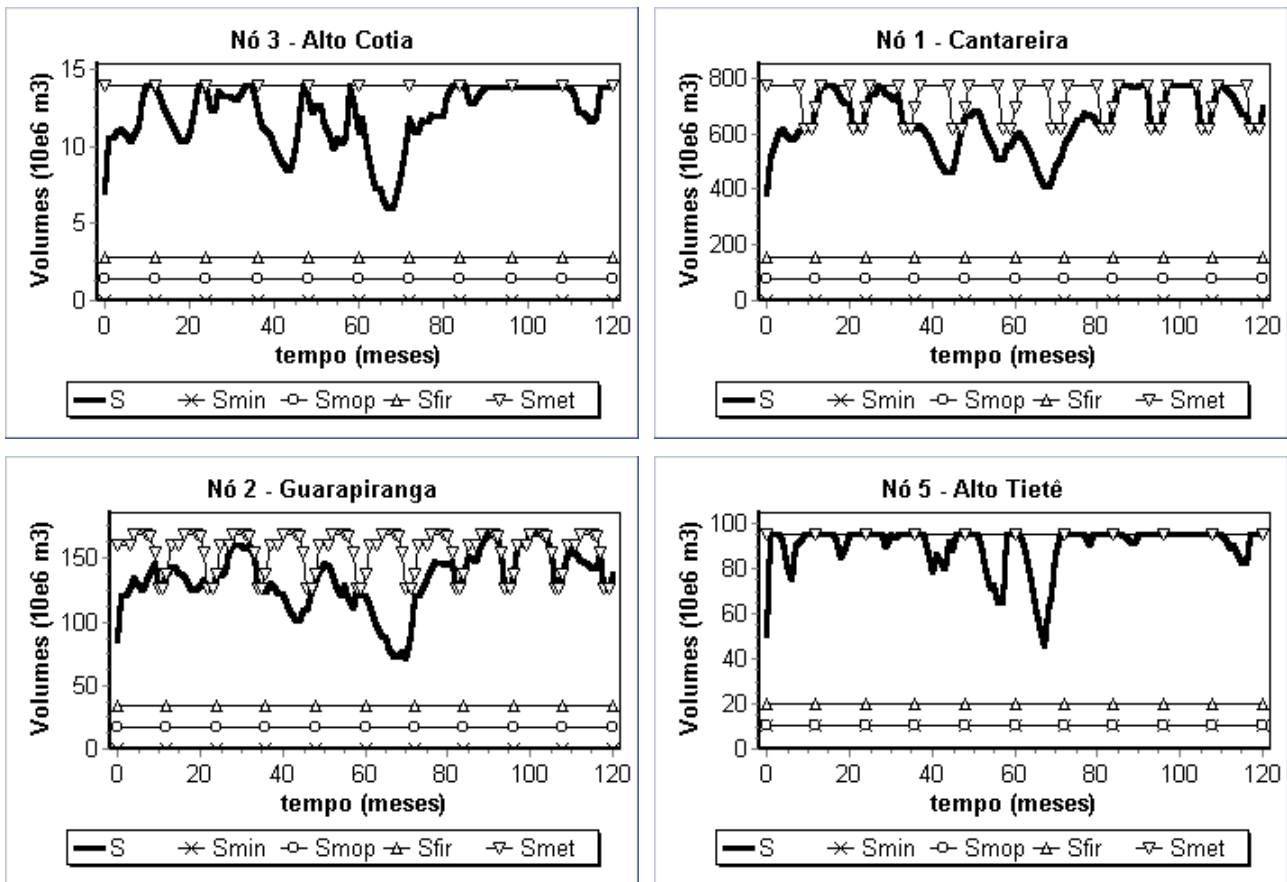 Nó 3 - Alto Cotia
Volumes (10e6 m3)
15
10
5
0
0 20 40 60 80 100 120
tempo (meses)
S Smin Smop Sfir Smet
Nó 1 - Cantareira
Volumes (10e6 m3)
800
600
400
200
0
0 20 40 60 80 100 120
tempo (meses)
S Smin Smop Sfir Smet
Nó 2 - Guarapiranga
Volumes (10e6 m3)
150
100
50
0
0 20 40 60 80 100 120
tempo (meses)
S Smin Smop Sfir Smet
Nó 5 - Alto Tietê
Volumes (10e6 m3)
100
80
60
40
20
0
0 20 40 60 80 100 120
tempo (meses)
S Smin Smop Sfir Smet